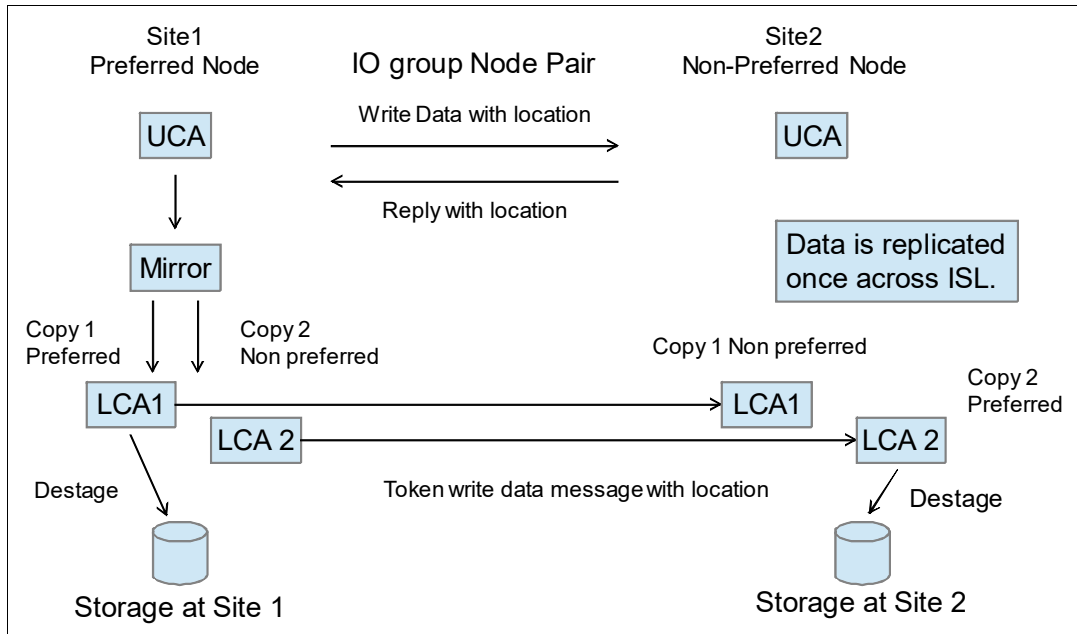 Site1
Preferred Node
IO group Node Pair
Site2
Non-Preferred Node
Write Data with location
UCA
UCA
Reply with location
Mirror
Data is replicated
once across ISL.
Copy 1
Preferred
Copy 2
Non preferred
Copy 1 Non preferred
Copy 2
Preferred
LCA1
LCA1
LCA 2
LCA 2
Destage
Token write data message with location
Destage
Storage at Site 1
Storage at Site 2